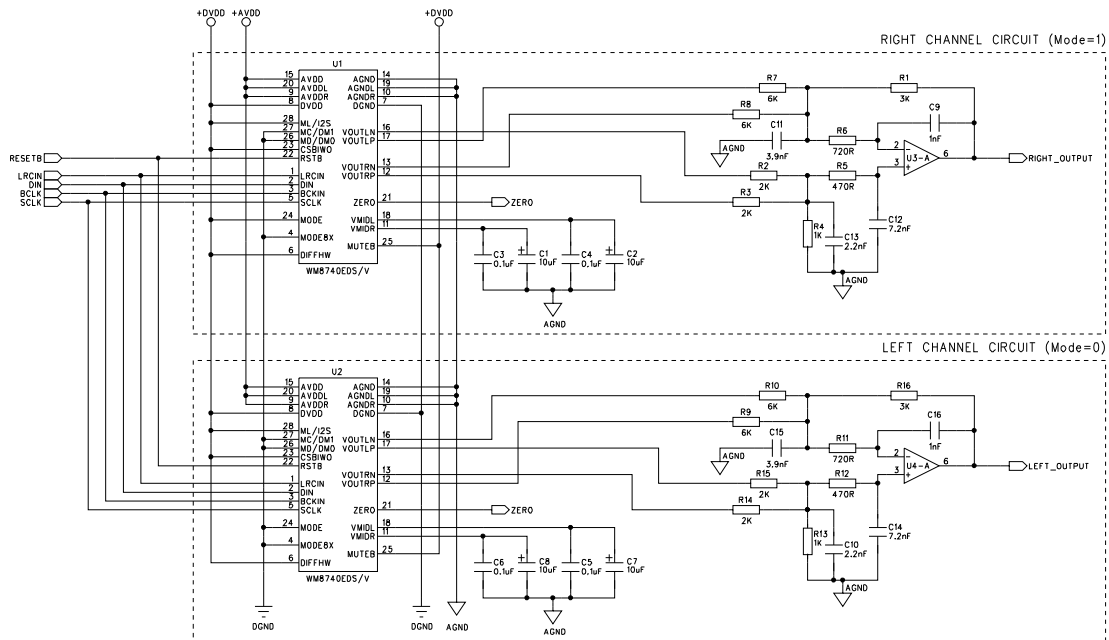 +DVDD +AVDD +DVDD
RIGHT CHANNEL CIRCUIT (Mode=1)
U1
15 AVDD AGND 14
20 AVDDL AGNDL 19
9 AVDDR AGNDR 10
8 DVDD DGND 7
28 ML/I2S
27 MC/DM1 VOUTLN 16
26 MD/DM0 VOUTLP 17
23 CSBIWO
22 RSTB
VOUTRN 13
1 LRCIN VOUTRP 12
2 DIN
3 BCKIN
5 SCLK ZERO 21
24 MODE VMIDL 18
VMIDR 11
4 MODE8X
MUTEB 25
6 DIFFHW
WM8740EDS/V
RESETB
LRCIN
DIN
BCLK
SCLK
ZERO
R7
6K
R1
3K
R8
6K
C9
1nF
C11
3.9nF
AGND
R6
720R
2
3
6
U3-A
RIGHT_OUTPUT
R2
2K
R5
470R
R3
2K
R4
1K
C13
2.2nF
C12
7.2nF
AGND
C3
0.1uF
C1
10uF
C4
0.1uF
C2
10uF
AGND
LEFT CHANNEL CIRCUIT (Mode=0)
U2
15 AVDD AGND 14
20 AVDDL AGNDL 19
9 AVDDR AGNDR 10
8 DVDD DGND 7
28 ML/I2S
27 MC/DM1 VOUTLN 16
26 MD/DM0 VOUTLP 17
23 CSBIWO
22 RSTB
VOUTRN 13
1 LRCIN VOUTRP 12
2 DIN
3 BCKIN
5 SCLK ZERO 21
24 MODE VMIDL 18
VMIDR 11
4 MODE8X
MUTEB 25
6 DIFFHW
WM8740EDS/V
ZERO
R10
6K
R16
3K
R9
6K
C16
1nF
C15
3.9nF
AGND
R11
720R
2
3
6
U4-A
LEFT_OUTPUT
R15
2K
R12
470R
R14
2K
R13
1K
C10
2.2nF
C14
7.2nF
AGND
C6
0.1uF
C8
10uF
C5
0.1uF
C7
10uF
AGND
DGND DGND AGND